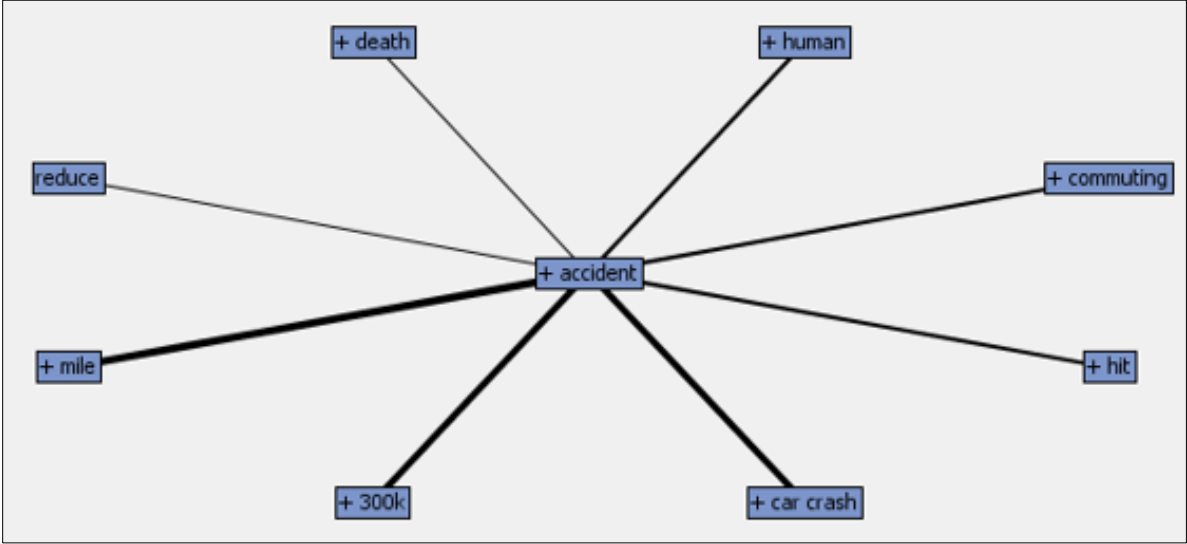 + death
+ human
reduce
+ commuting
+ accident
+ mile
+ hit
+ 300k
+ car crash